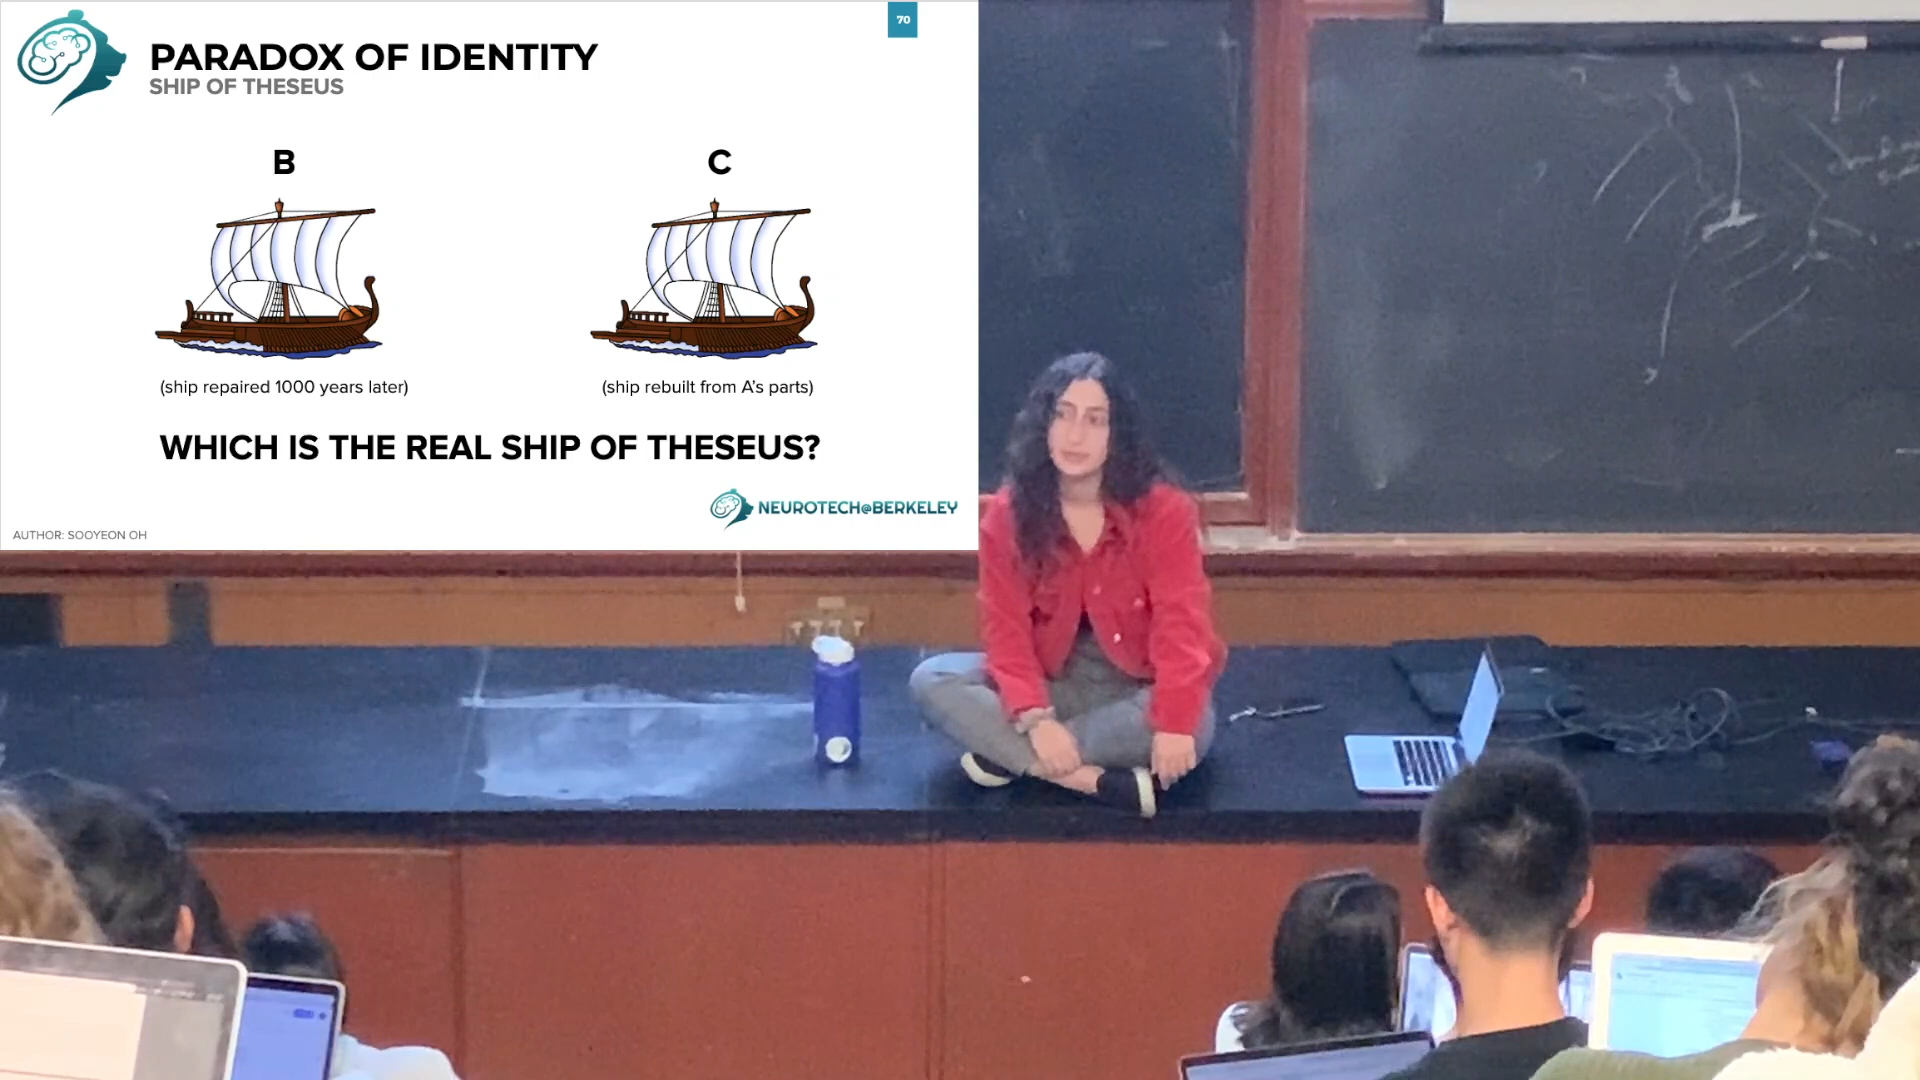 70
PARADOX OF IDENTITY
SHIP OF THESEUS
B
C
(ship repaired 1000 years later)
(ship rebuilt from A's parts)
WHICH IS THE REAL SHIP OF THESEUS?
NEUROTECH@BERKELEY
AUTHOR: SOOYEON OH